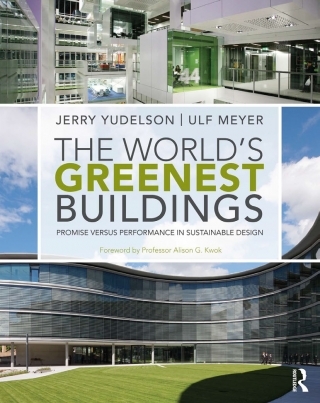 44
JERRY YUDELSON | ULF MEYER
THE WORLD'S
GREENEST
BUILDINGS
PROMISE VERSUS PERFORMANCE IN SUSTAINABLE DESIGN
Foreword by Professor Alison G. Kwok
R
ROUTLEDGE